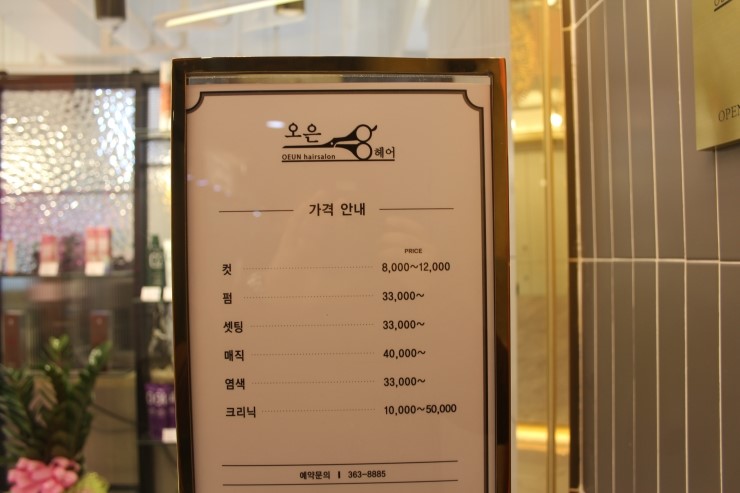 오은
헤어
OEUN hairsalon
가격 안내
PRICE
컷 8,000~12,000
펌 33,000~
셋팅 33,000~
매직 40,000~
염색 33,000~
크리닉 10,000~50,000
예약문의 I 363-8885
OPEN